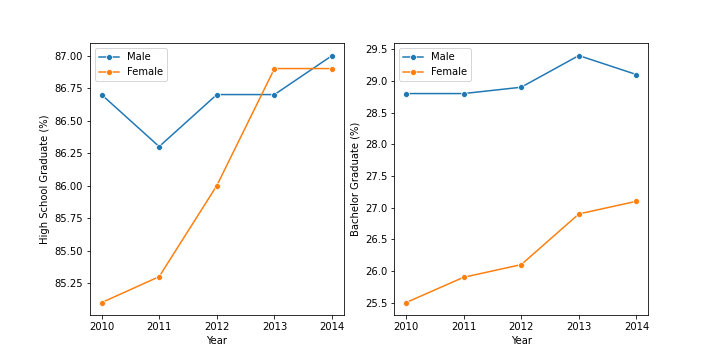 High School Graduate (%)
87.00
86.75
86.50
86.25
86.00
85.75
85.50
85.25
Male
Female
2010 2011 2012 2013 2014
Year
Bachelor Graduate (%)
29.5
29.0
28.5
28.0
27.5
27.0
26.5
26.0
25.5
Male
Female
2010 2011 2012 2013 2014
Year